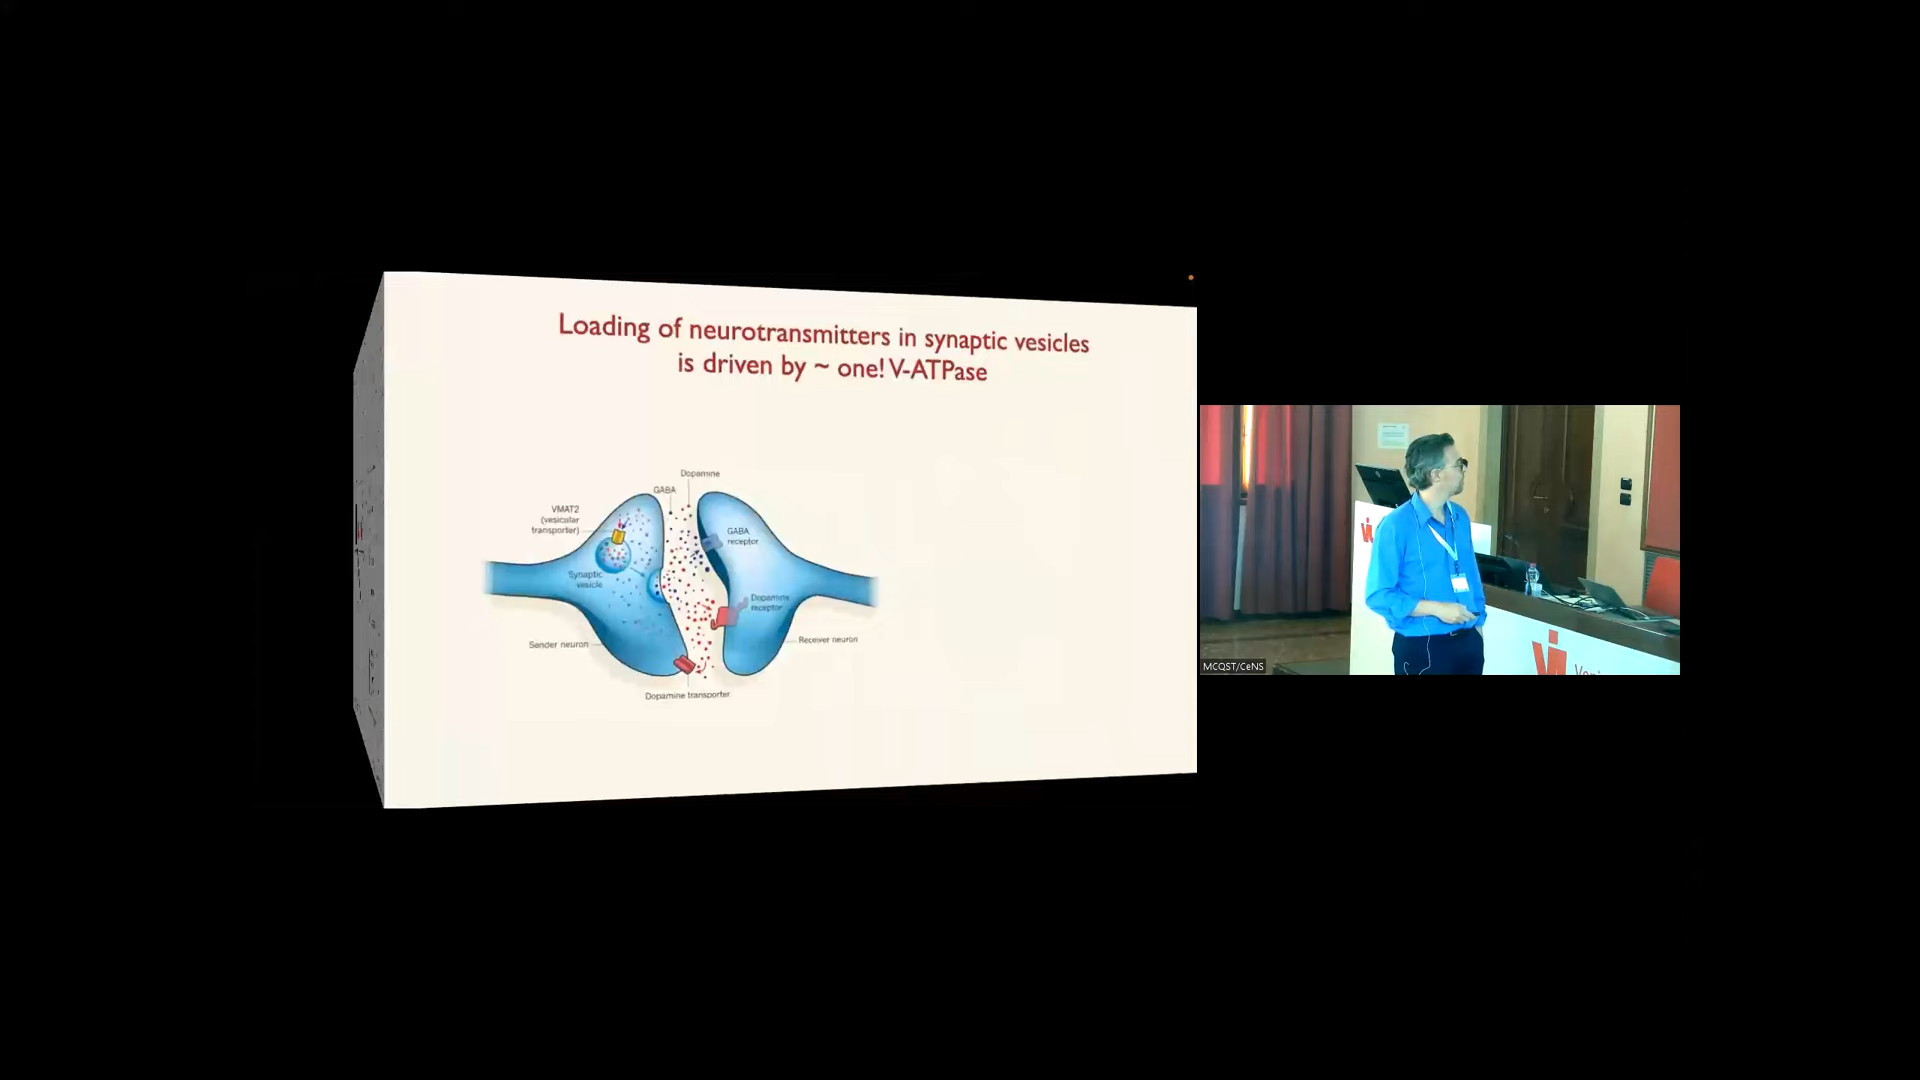 Loading of neurotransmitters in synaptic vesicles
is driven by ~ one! V-ATPase
Dopamine
GABA
VMAT2
(vesicular
transporter)
GABA
receptor
Synaptic
vesicle
Dopamine
receptor
Sender neuron
Receiver neuron
Dopamine transporter
MCQST/CeNS